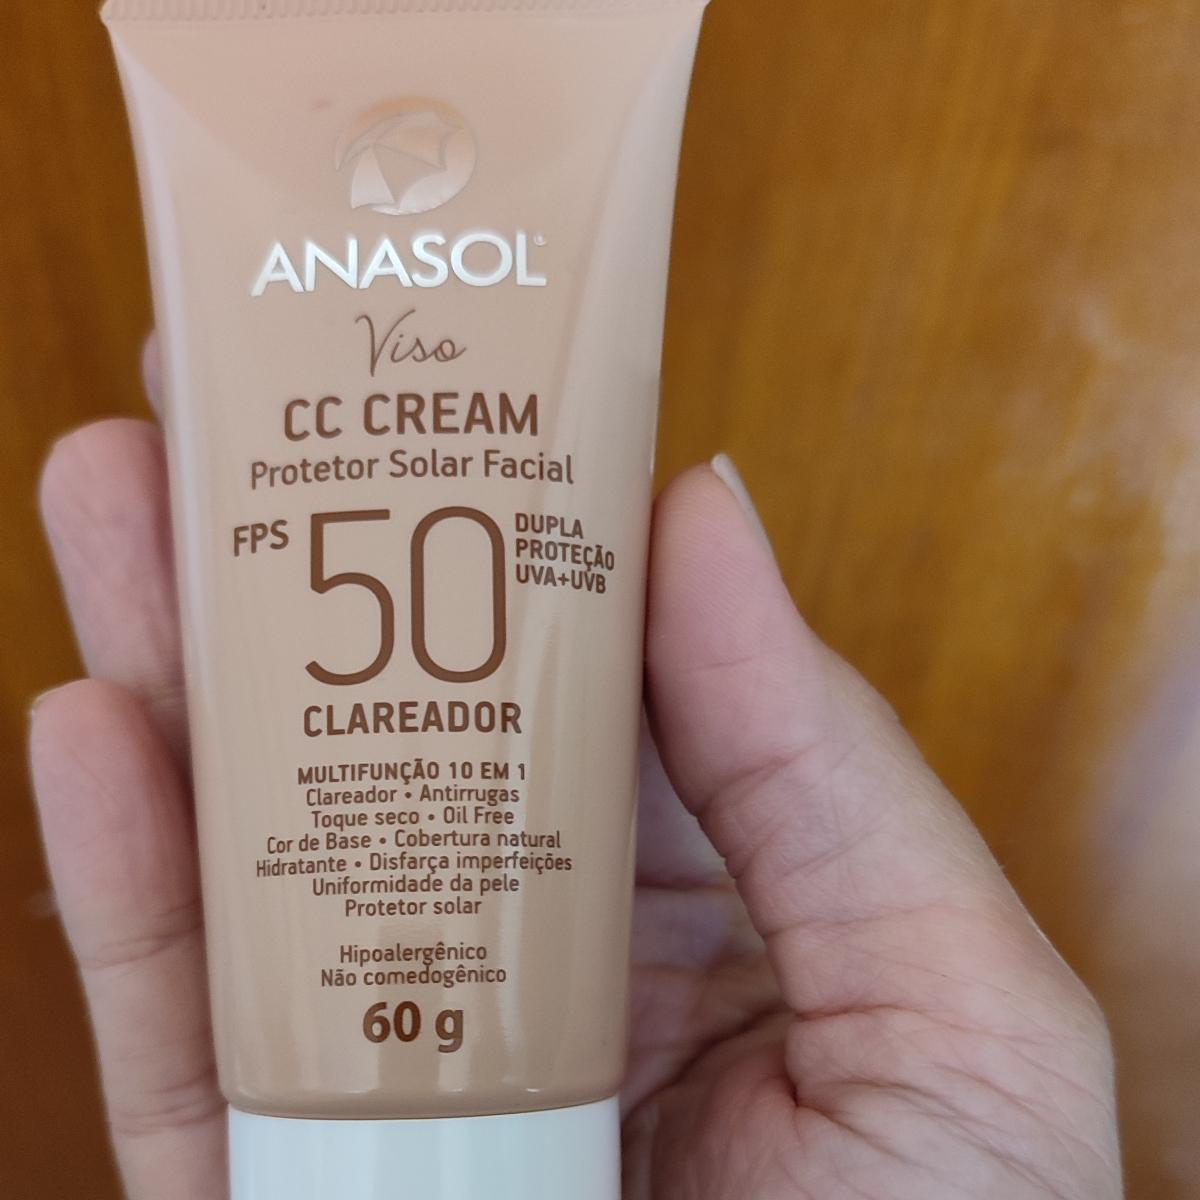 ANASOL®
Viso
CC CREAM
Protetor Solar Facial
FPS 50 DUPLA
PROTEÇÃO
UVA+UVB
CLAREADOR
MULTIFUNÇÃO 10 EM 1
Clareador • Antirrugas
Toque seco • Oil Free
Cor de Base • Cobertura natural
Hidratante • Disfarça imperfeições
Uniformidade da pele
Protetor solar
Hipoalergênico
Não comedogênico
60 g